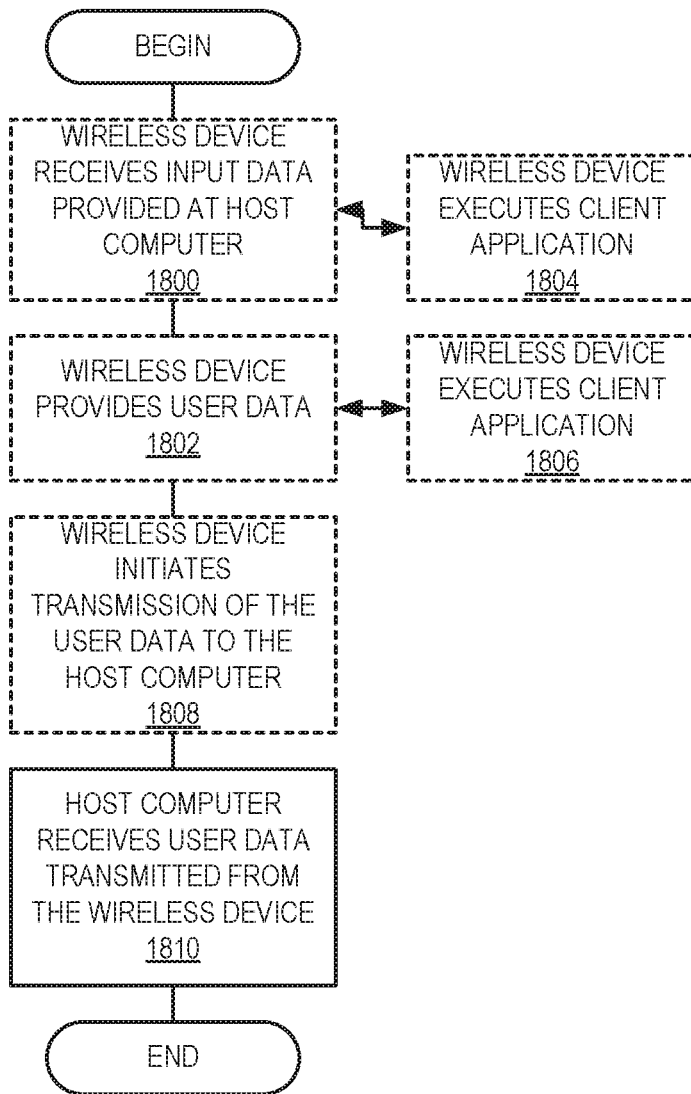 BEGIN
WIRELESS DEVICE
RECEIVES INPUT DATA
PROVIDED AT HOST
COMPUTER
1800
WIRELESS DEVICE
EXECUTES CLIENT
APPLICATION
1804
WIRELESS DEVICE
PROVIDES USER DATA
1802
WIRELESS DEVICE
EXECUTES CLIENT
APPLICATION
1806
WIRELESS DEVICE
INITIATES
TRANSMISSION OF THE
USER DATA TO THE
HOST COMPUTER
1808
HOST COMPUTER
RECEIVES USER DATA
TRANSMITTED FROM
THE WIRELESS DEVICE
1810
END